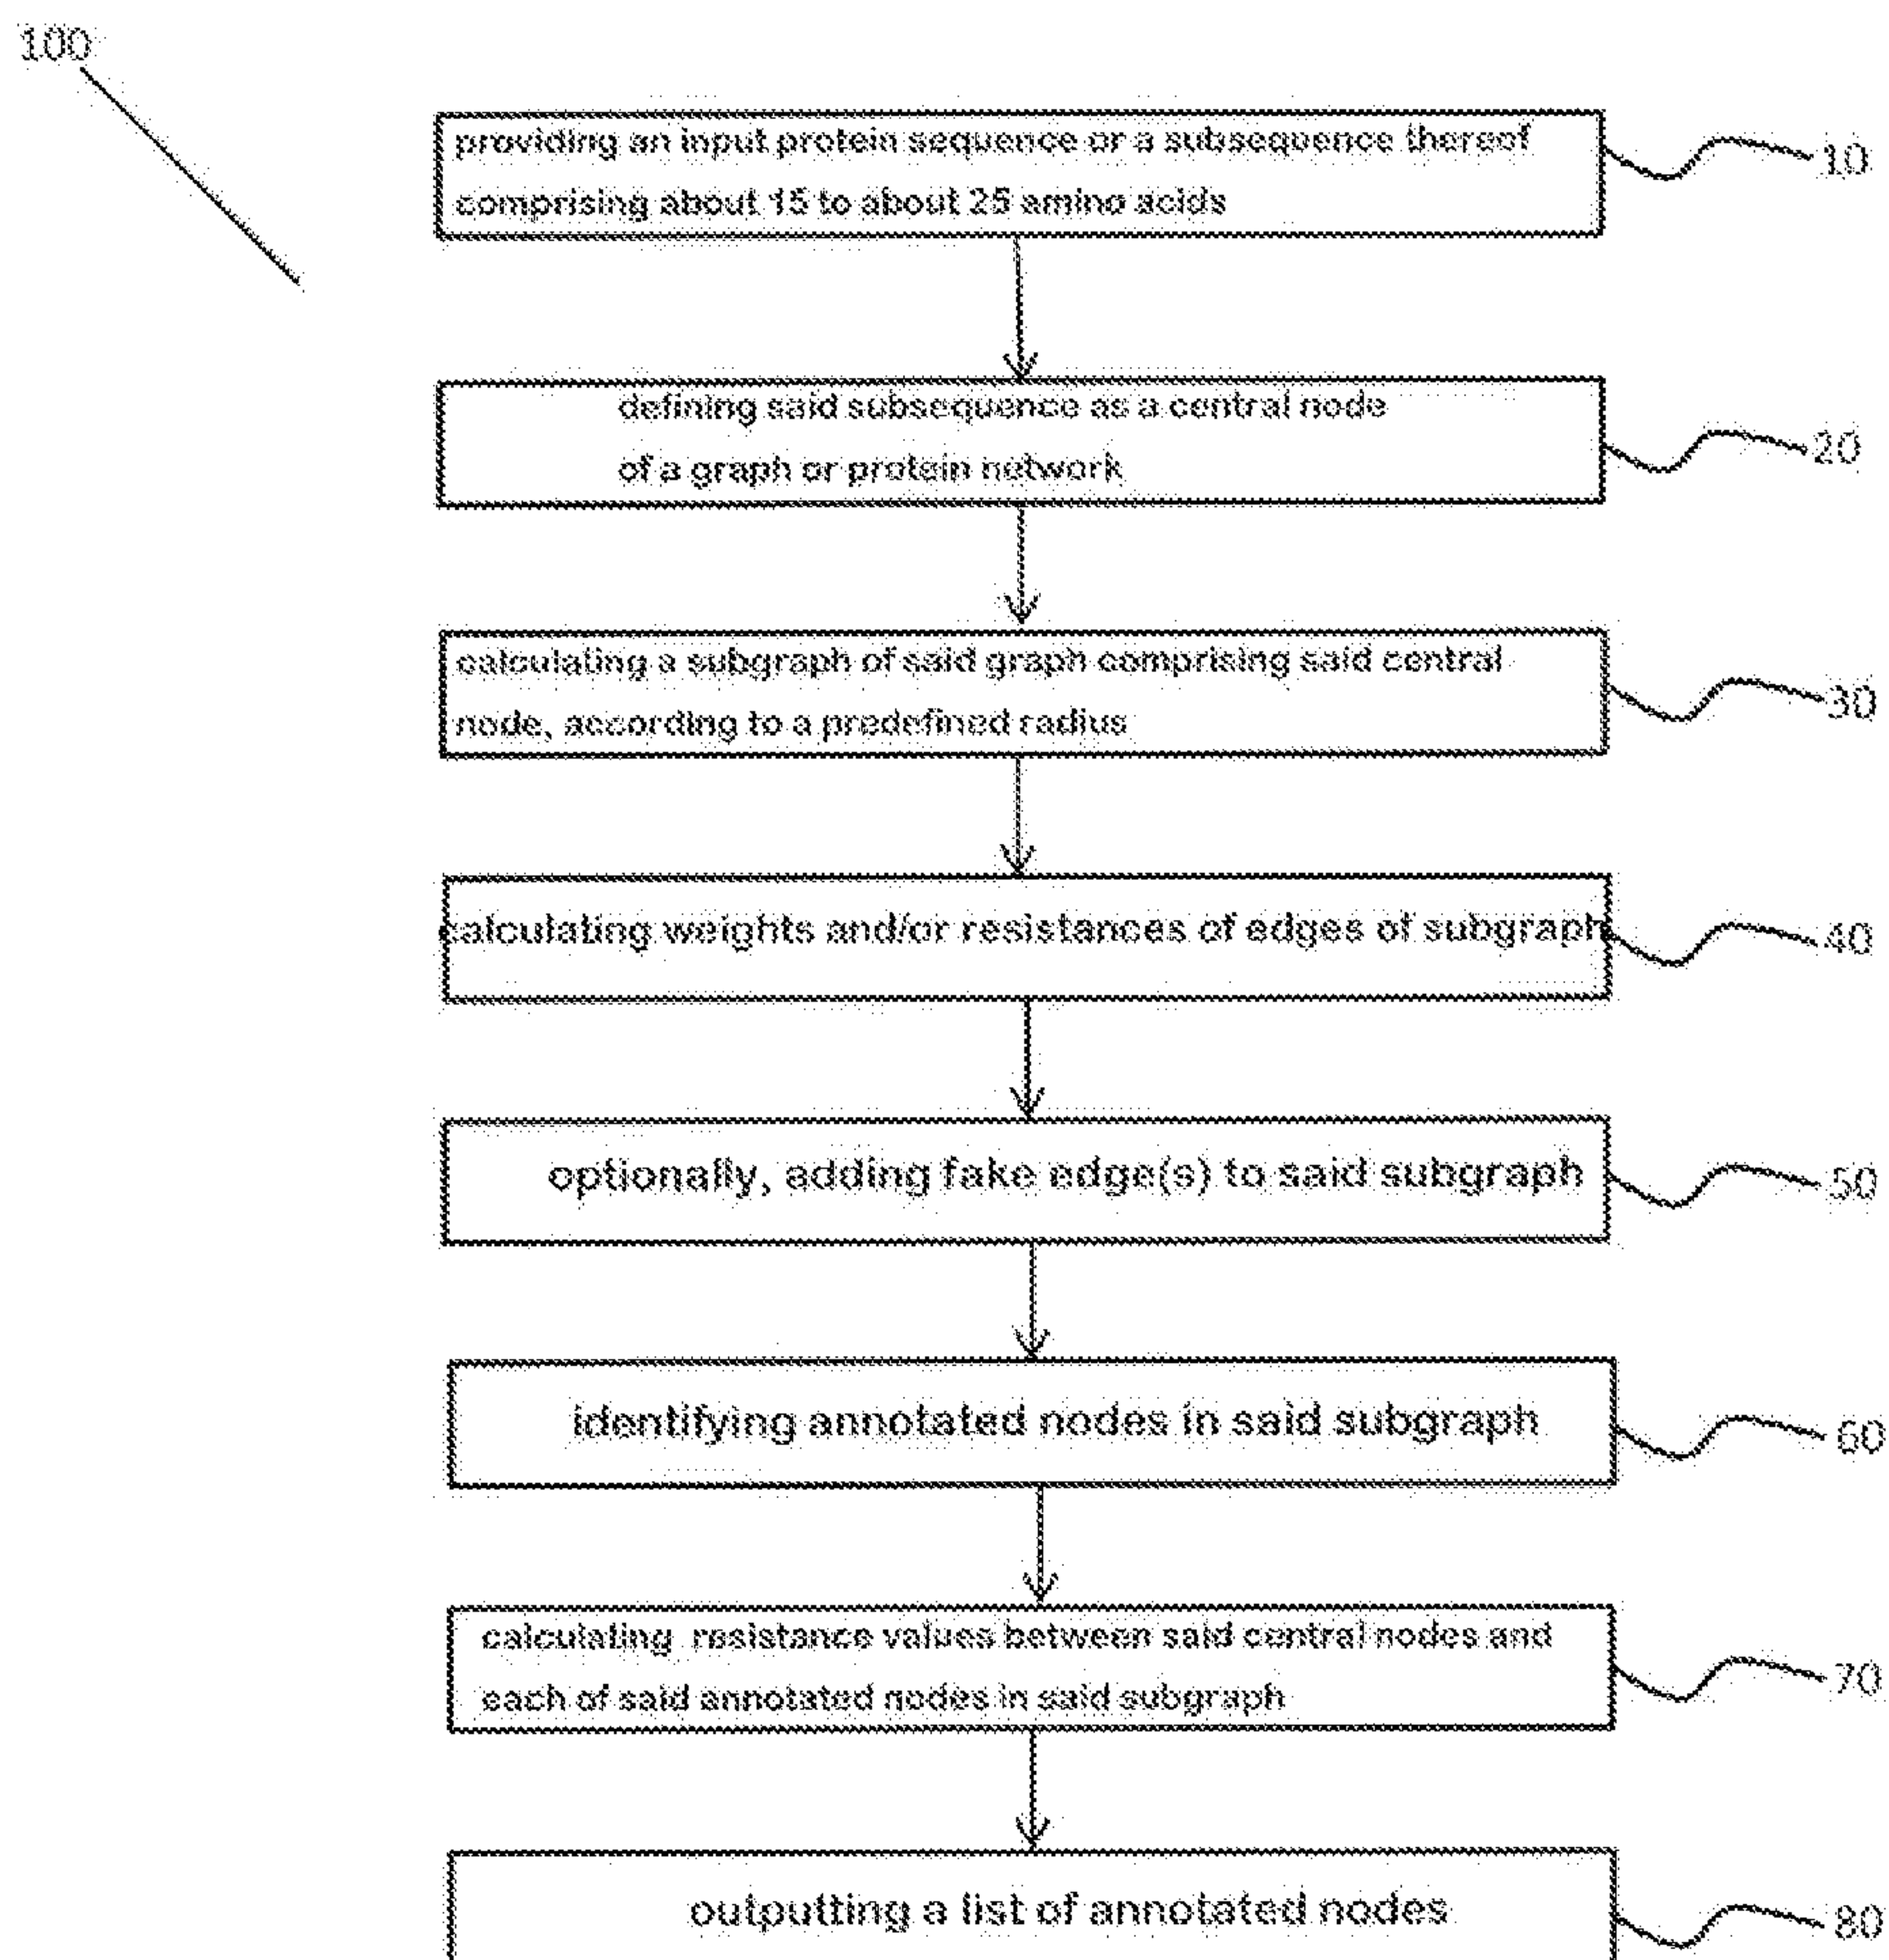 100
providing an input protein sequence or a subsequence thereof
comprising about 15 to about 25 amino acids
10
defining said subsequence as a central node
of a graph or protein network
20
calculating a subgraph of said graph comprising said central
node, according to a predefined radius
30
calculating weights and/or resistances of edges of subgraph
40
optionally, adding fake edge(s) to said subgraph
50
identifying annotated nodes in said subgraph
60
calculating resistance values between said central nodes and
each of said annotated nodes in said subgraph
70
outputting a list of annotated nodes
80